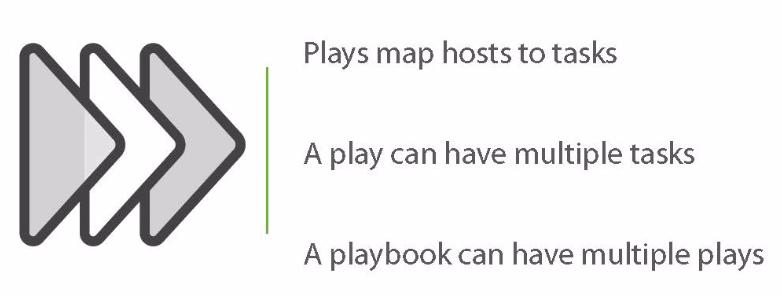 Plays map hosts to tasks
A play can have multiple tasks
A playbook can have multiple plays